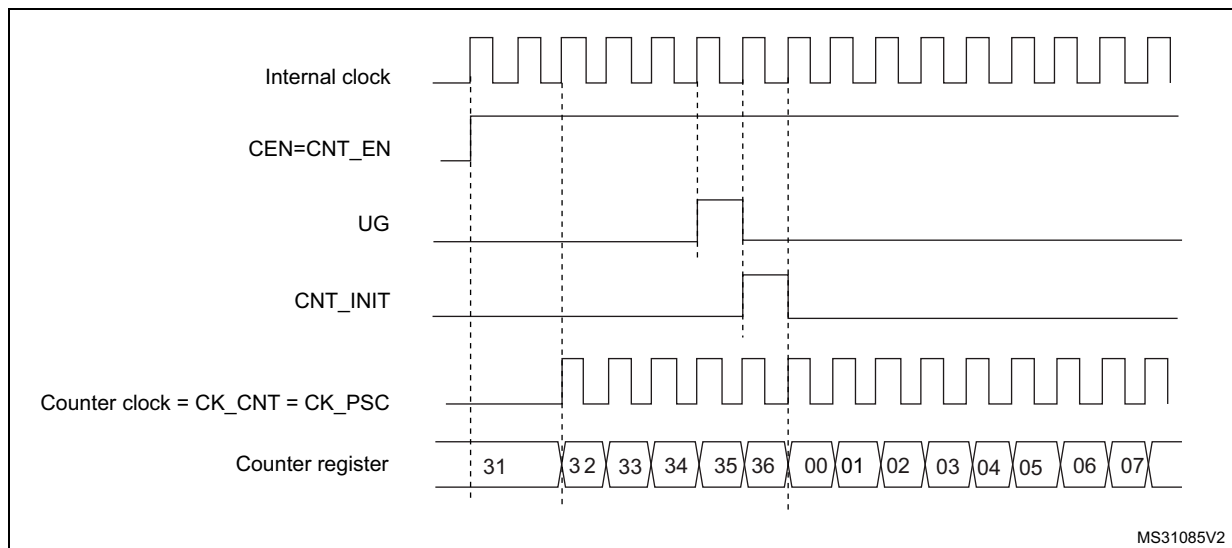 Internal clock
CEN=CNT_EN
UG
CNT_INIT
Counter clock = CK_CNT = CK_PSC
Counter register 31 32 33 34 35 36 00 01 02 03 04 05 06 07
MS31085V2